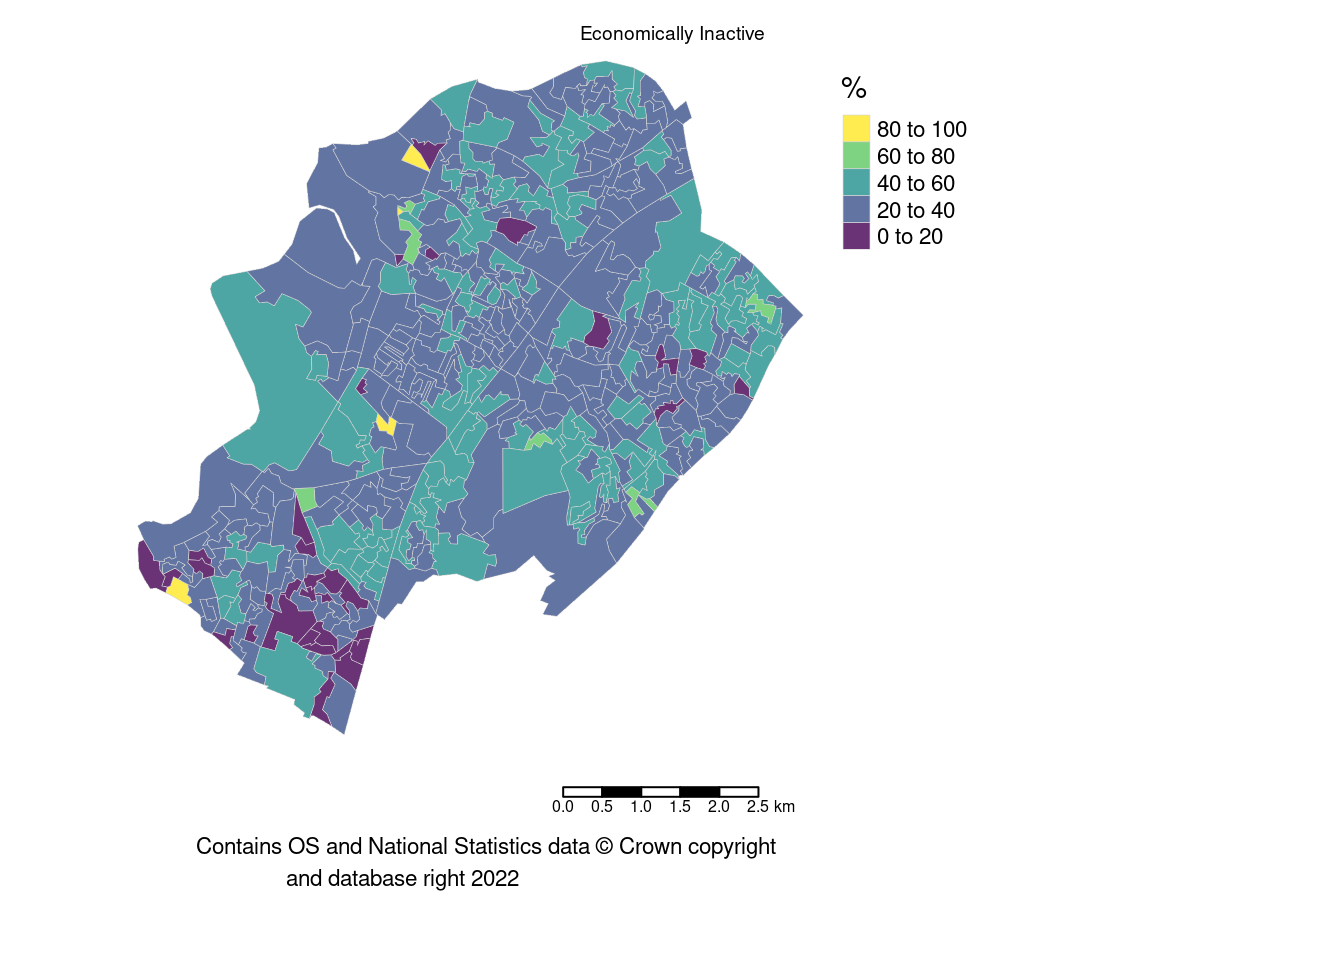 Economically Inactive
%
80 to 100
60 to 80
40 to 60
20 to 40
0 to 20
0.0 0.5 1.0 1.5 2.0 2.5 km
Contains OS and National Statistics data © Crown copyright
and database right 2022